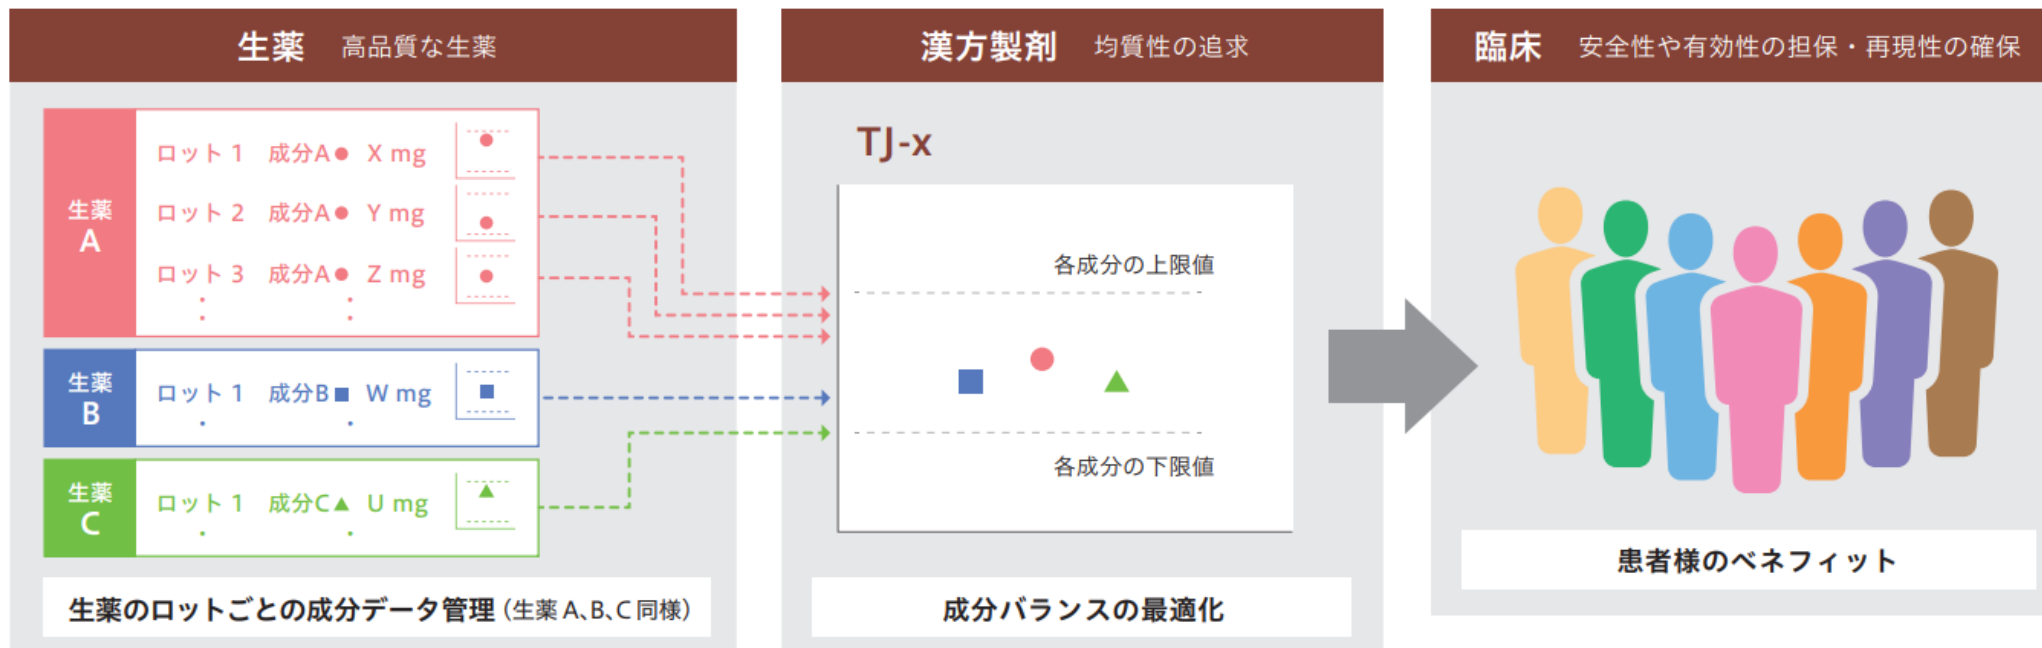 生薬 高品質な生薬
生薬
A
ロット 1 成分A● X mg
ロット 2 成分A● Y mg
ロット 3 成分A● Z mg
生薬
B
ロット 1 成分B■ W mg
生薬
C
ロット 1 成分C▲ U mg
生薬のロットごとの成分データ管理（生薬 A、B、C 同様）
漢方製剤 均質性の追求
TJ-x
各成分の上限値
各成分の下限値
成分バランスの最適化
臨床 安全性や有効性の担保・再現性の確保
患者様のベネフィット